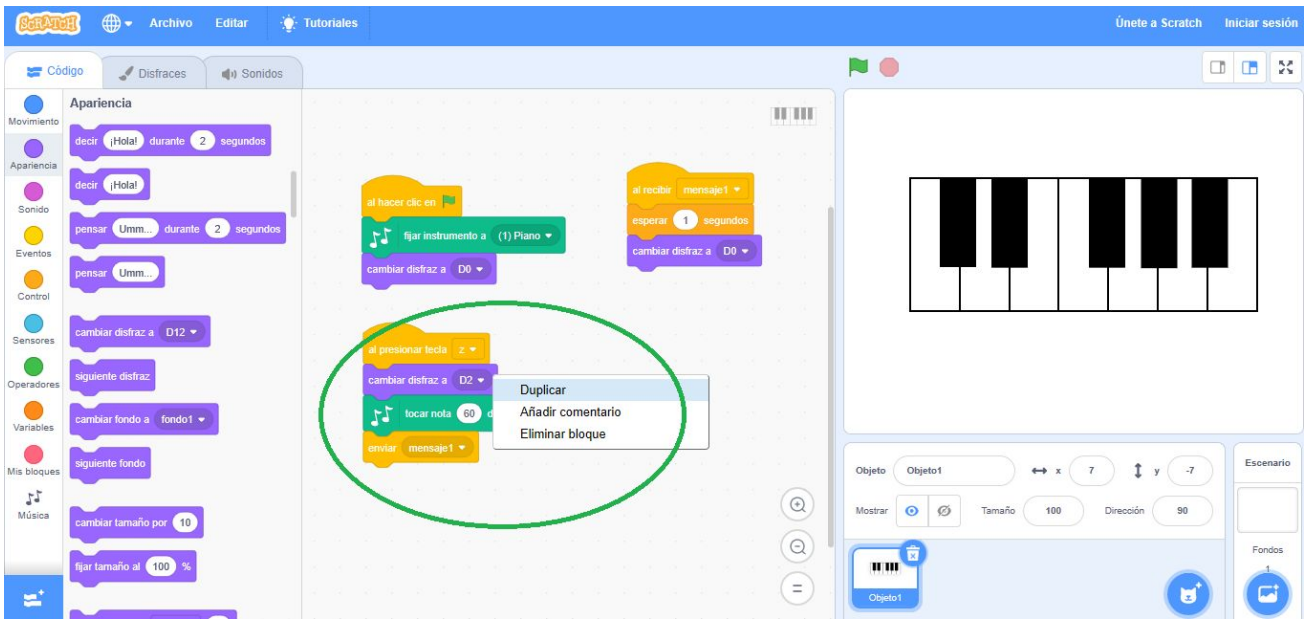 SCRATCH Archivo Editar Tutoriales Únete a Scratch Iniciar sesión
Código Disfraces Sonidos
Movimiento
Apariencia
Sonido
Eventos
Control
Sensores
Operadores
Variables
Mis bloques
Música
Apariencia
decir ¡Hola! durante 2 segundos
decir ¡Hola!
pensar Umm... durante 2 segundos
pensar Umm...
cambiar disfraz a D12
siguiente disfraz
cambiar fondo a fondo1
siguiente fondo
cambiar tamaño por 10
fijar tamaño al 100 %
al hacer clic en
fijar instrumento a (1) Piano
cambiar disfraz a D0
al recibir mensaje1
esperar 1 segundos
cambiar disfraz a D0
al presionar tecla z
cambiar disfraz a D2
tocar nota 60 d
enviar mensaje1
Duplicar
Añadir comentario
Eliminar bloque
Objeto Objeto1 x 7 y -7
Mostrar Tamaño 100 Dirección 90
Objeto1
Escenario
Fondos
1